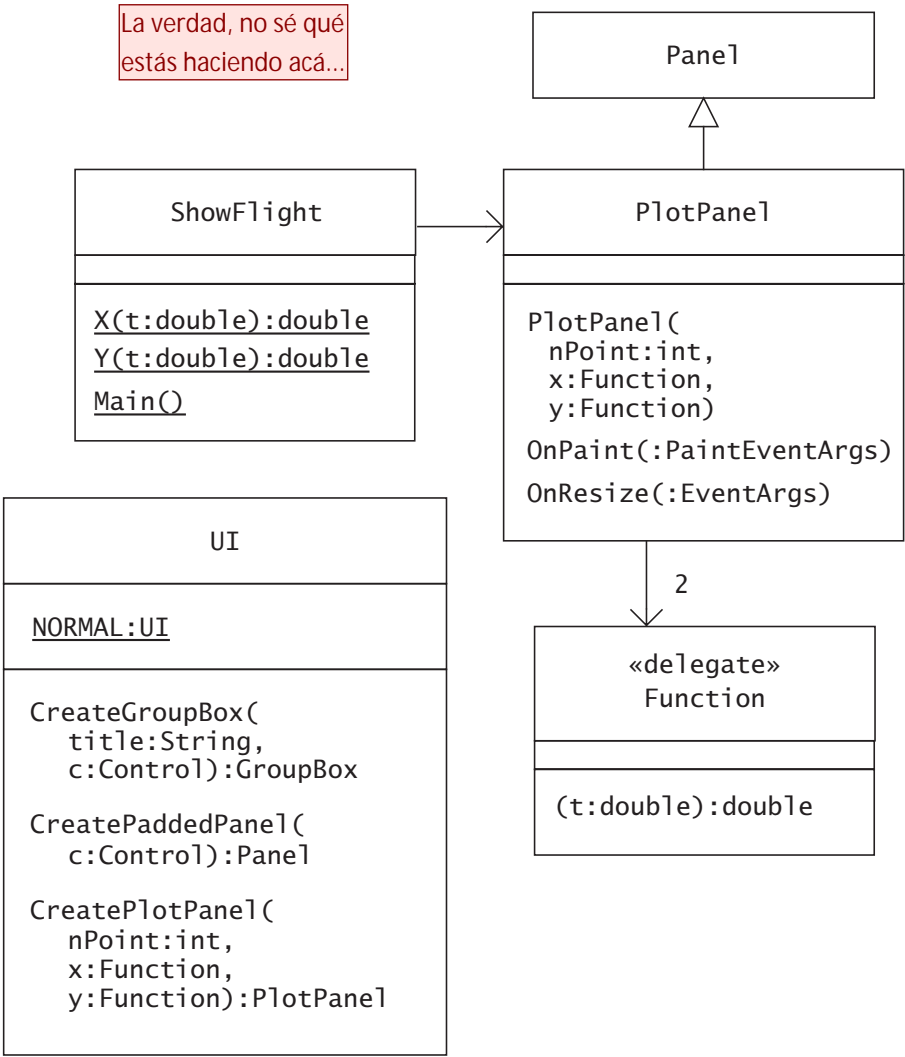 La verdad, no sé qué
estás haciendo acá...
Panel
ShowFlight
X(t:double):double
Y(t:double):double
Main()
PlotPanel
PlotPanel(
nPoint:int,
x:Function,
y:Function)
OnPaint(:PaintEventArgs)
OnResize(:EventArgs)
2
UI
NORMAL:UI
CreateGroupBox(
title:String,
c:Control):GroupBox
CreatePaddedPanel(
c:Control):Panel
CreatePlotPanel(
nPoint:int,
x:Function,
y:Function):PlotPanel
«delegate»
Function
(t:double):double